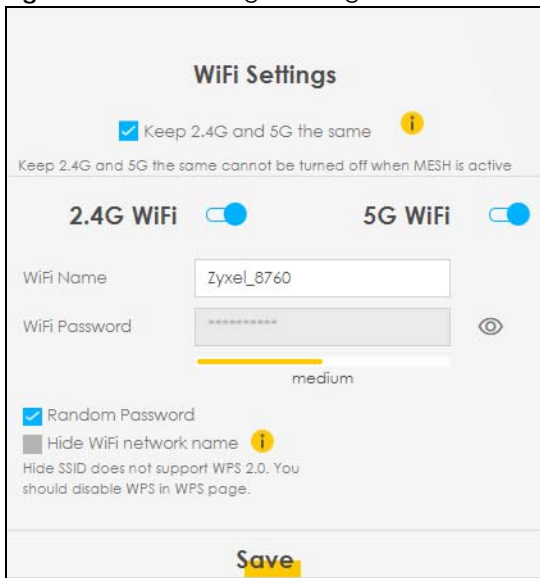 WiFi Settings
Keep 2.4G and 5G the same i
Keep 2.4G and 5G the same cannot be turned off when MESH is active
2.4G WiFi 5G WiFi
WiFi Name Zyxel_8760
WiFi Password **********
medium
Random Password
Hide WiFi network name i
Hide SSID does not support WPS 2.0. You
should disable WPS in WPS page.
Save